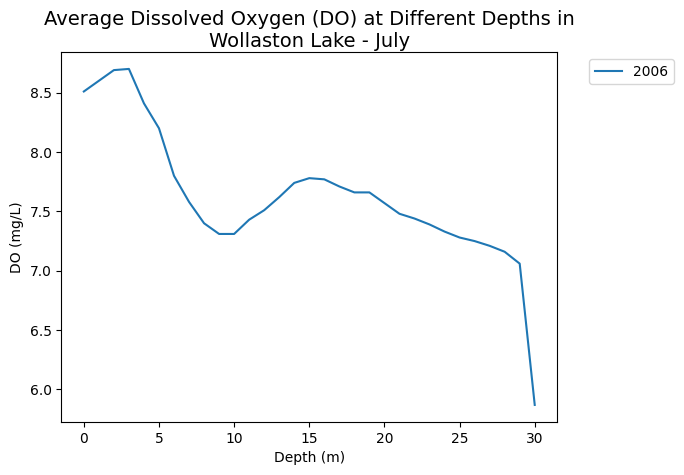 Average Dissolved Oxygen (DO) at Different Depths in
Wollaston Lake - July
2006
8.5
8.0
7.5
7.0
6.5
6.0
DO (mg/L)
0 5 10 15 20 25 30
Depth (m)